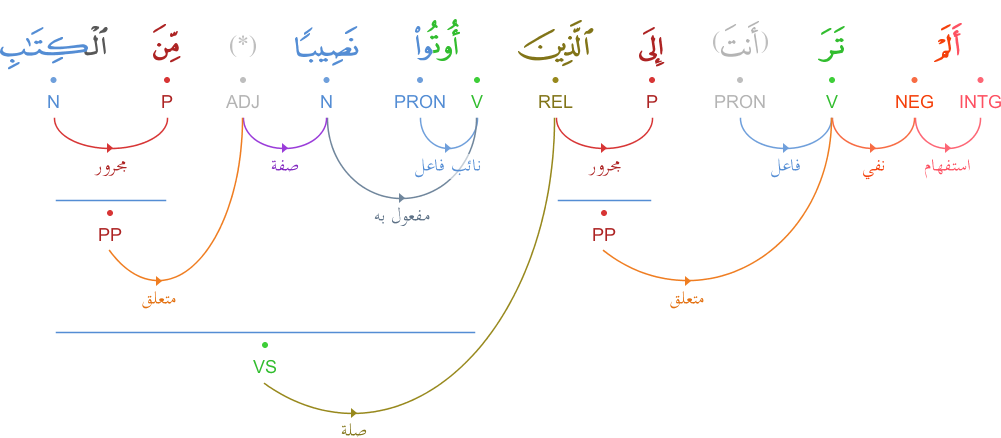 أَلَمْ تَرَ (أَنتَ) إِلَى ٱلَّذِينَ أُوتُوا۟ نَصِيبًا (*) مِّنَ ٱلْكِتَـٰبِ
INTG NEG V PRON P REL V PRON N ADJ P N
استفهام نفي فاعل مجرور نائب فاعل صفة مجرور
مفعول به
PP PP
متعلق متعلق
VS
صلة